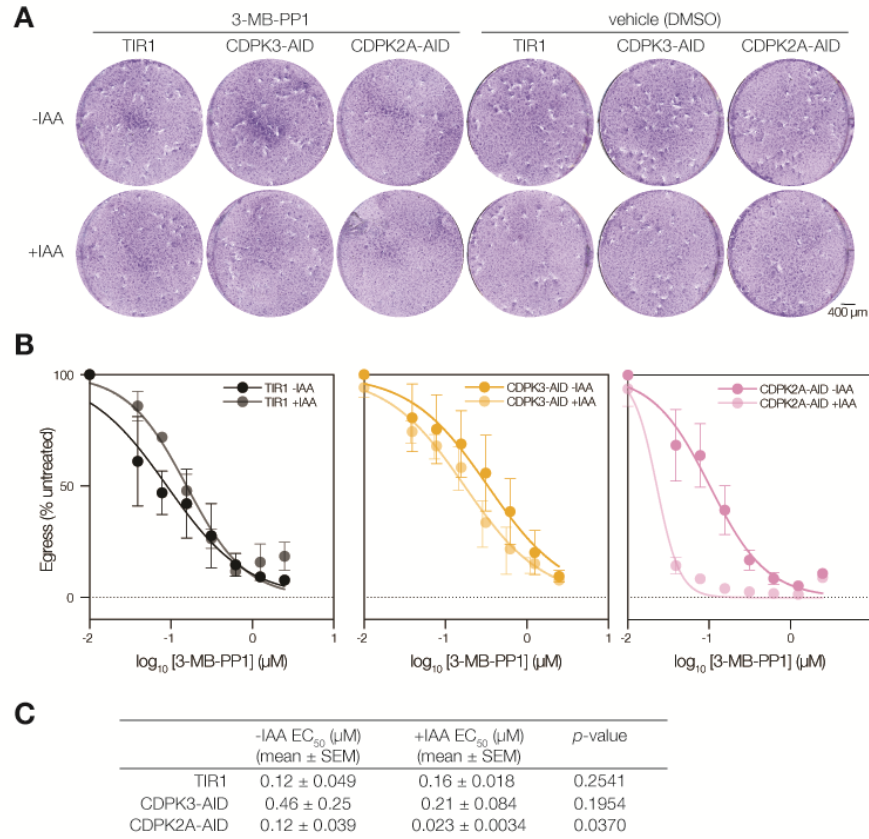 A
3-MB-PP1 vehicle (DMSO)
TIR1 CDPK3-AID CDPK2A-AID TIR1 CDPK3-AID CDPK2A-AID
-IAA
+IAA
400 µm
B
Egress (% untreated)
100
50
0
TIR1 -IAA
TIR1 +IAA
-2 -1 0 1
log10 [3-MB-PP1] (µM)
CDPK3-AID -IAA
CDPK3-AID +IAA
-2 -1 0 1
log10 [3-MB-PP1] (µM)
CDPK2A-AID -IAA
CDPK2A-AID +IAA
-2 -1 0
log10 [3-MB-PP1] (µM)
C
-IAA EC50 (µM) +IAA EC50 (µM) p-value
(mean ± SEM) (mean ± SEM)
TIR1 0.12 ± 0.049 0.16 ± 0.018 0.2541
CDPK3-AID 0.46 ± 0.25 0.21 ± 0.084 0.1954
CDPK2A-AID 0.12 ± 0.039 0.023 ± 0.0034 0.0370